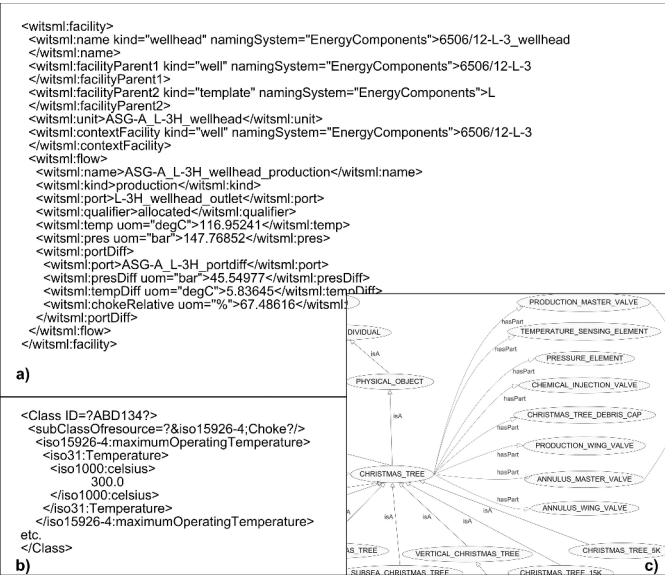 <witsml:facility>
<witsml:name kind="wellhead" namingSystem="EnergyComponents">6506/12-L-3_wellhead
</witsml:name>
<witsml:facilityParent1 kind="well" namingSystem="EnergyComponents">6506/12-L-3
</witsml:facilityParent1>
<witsml:facilityParent2 kind="template" namingSystem="EnergyComponents">L
</witsml:facilityParent2>
<witsml:unit>ASG-A_L-3H_wellhead</witsml:unit>
<witsml:contextFacility kind="well" namingSystem="EnergyComponents">6506/12-L-3
</witsml:contextFacility>
<witsml:flow>
<witsml:name>ASG-A_L-3H_wellhead_production</witsml:name>
<witsml:kind>production</witsml:kind>
<witsml:port>L-3H_wellhead_outlet</witsml:port>
<witsml:qualifier>allocated</witsml:qualifier>
<witsml:temp uom="degC">116.95241</witsml:temp>
<witsml:pres uom="bar">147.76852</witsml:pres>
<witsml:portDiff>
<witsml:port>ASG-A_L-3H_portdiff</witsml:port>
<witsml:presDiff uom="bar">45.54977</witsml:presDiff>
<witsml:tempDiff uom="degC">5.83645</witsml:tempDiff>
<witsml:chokeRelative uom="%">67.48616</witsml:
</witsml:portDiff>
</witsml:flow>
</witsml:facility>
a)
<Class ID=?ABD134?>
<subClassOfresource=?&iso15926-4;Choke?/>
<iso15926-4:maximumOperatingTemperature>
<iso31:Temperature>
<iso1000:celsius>
300.0
</iso1000:celsius>
</iso31:Temperature>
</iso15926-4:maximumOperatingTemperature>
etc.
</Class>
b)
PRODUCTION_MASTER_VALVE
hasPart
DIVIDUAL
TEMPERATURE_SENSING_ELEMENT
hasPart
isA
PRESSURE_ELEMENT
hasPart
PHYSICAL_OBJECT
CHEMICAL_INJECTION_VALVE
hasPart
isA
CHRISTMAS_TREE_DEBRIS_CAP
hasPart
PRODUCTION_WING_VALVE
hasPart
CHRISTMAS_TREE
hasPart
ANNULUS_MASTER_VALVE
hasPart
ANNULUS_WING_VALVE
isA
isA
isA
isA
AS_TREE
VERTICAL_CHRISTMAS_TREE
CHRISTMAS_TREE_5K
SUBSEA_CHRISTMAS_TREE
CHRISTMAS_TREE_15K
c)